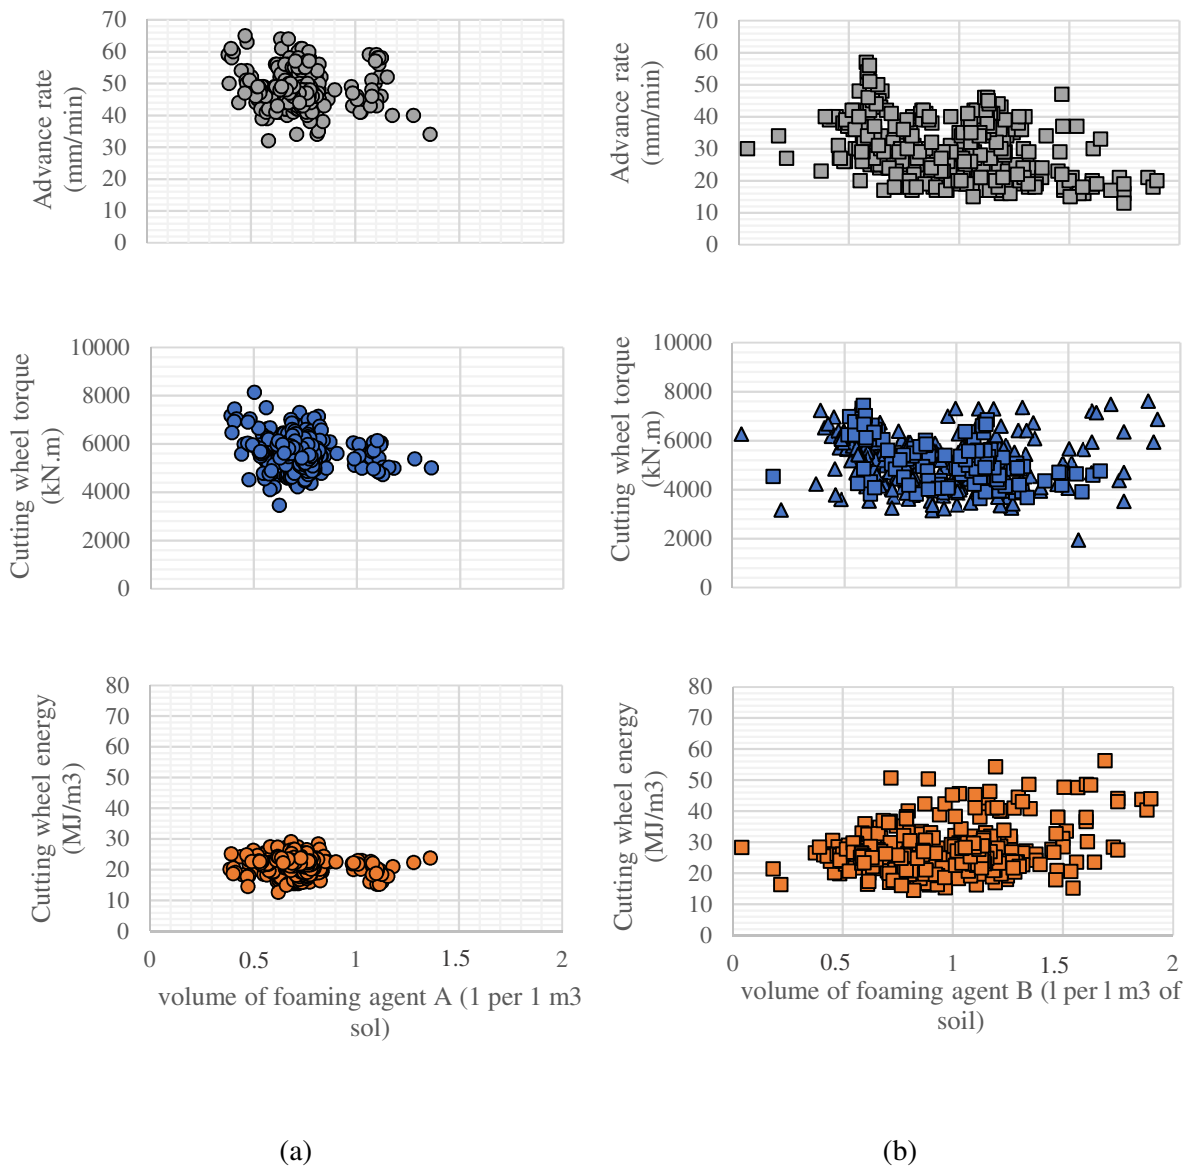 70
60
50
40
30
20
10
0
Advance rate
(mm/min)
70
60
50
40
30
20
10
0
Advance rate
(mm/min)
10000
8000
6000
4000
2000
0
Cutting wheel torque
(kN.m)
10000
8000
6000
4000
2000
0
Cutting wheel torque
(kN.m)
80
70
60
50
40
30
20
10
0
Cutting wheel energy
(MJ/m3)
0 0.5 1 1.5 2
volume of foaming agent A (1 per 1 m3
sol)
80
70
60
50
40
30
20
10
0
Cutting wheel energy
(MJ/m3)
0 0.5 1 1.5 2
volume of foaming agent B (l per l m3 of
soil)
(a)
(b)